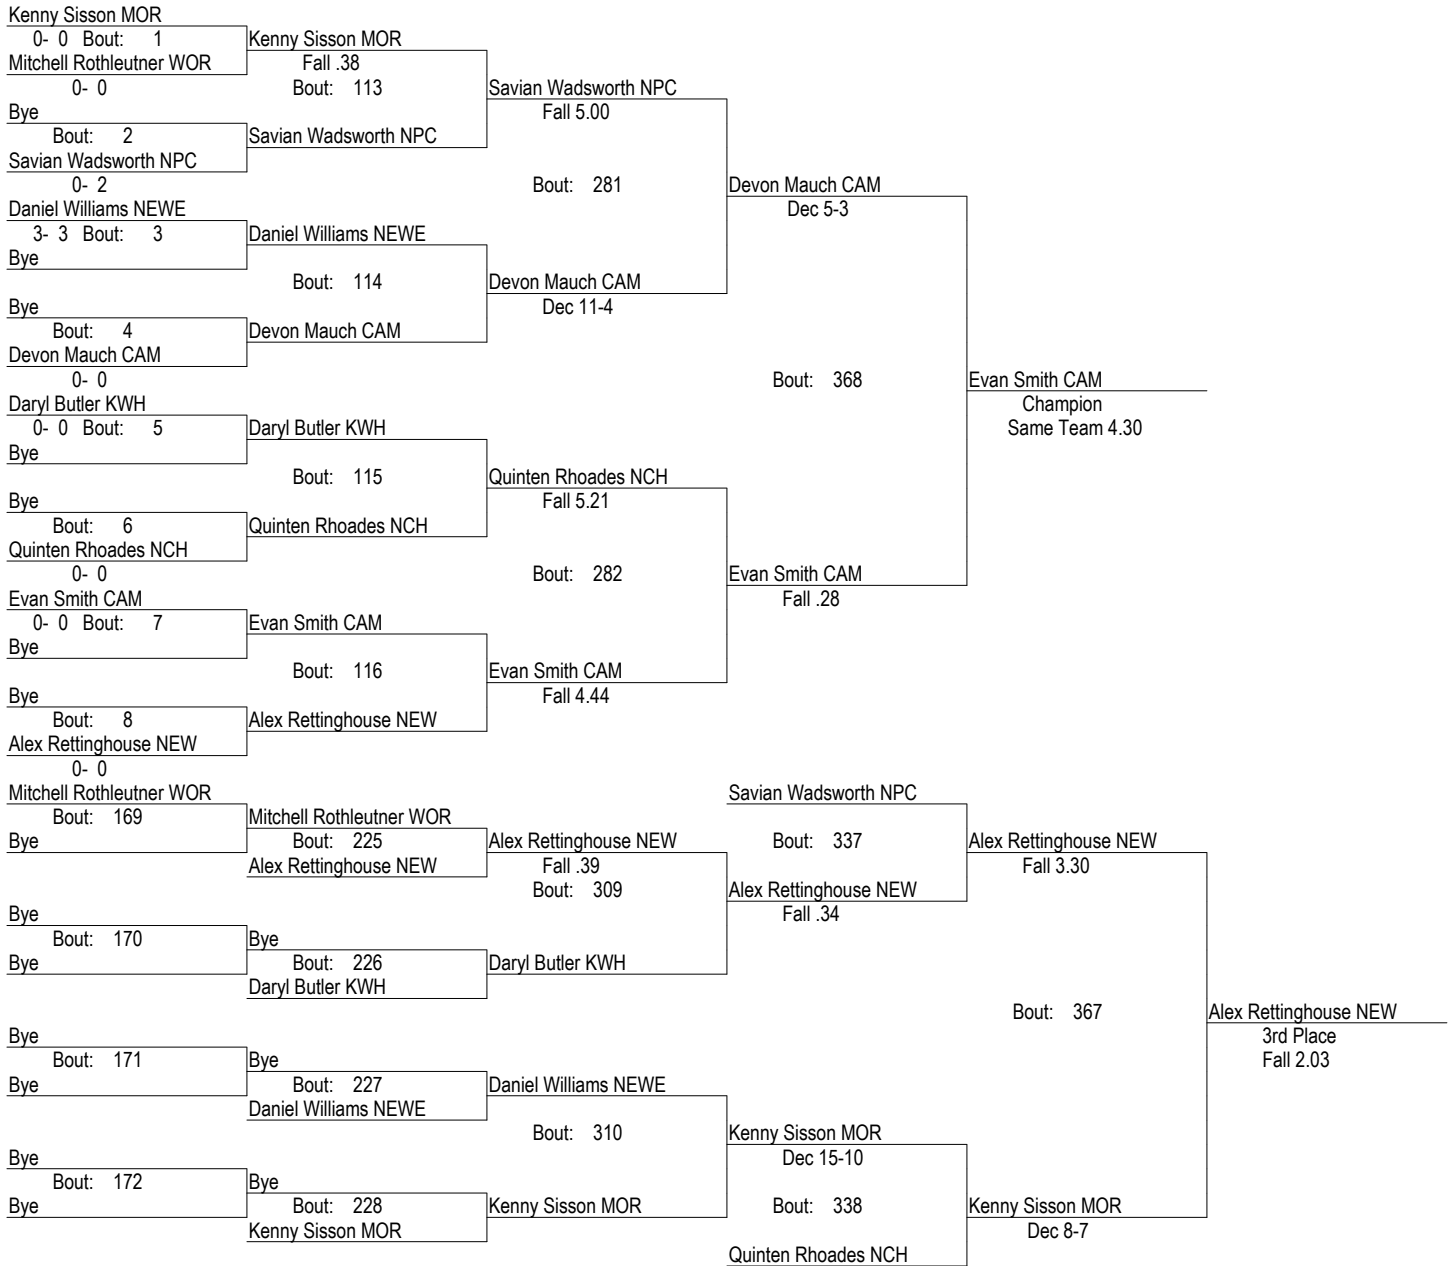 Kenny Sisson MOR
0- 0 Bout: 1 Kenny Sisson MOR
Mitchell Rothleutner WOR Fall .38
0- 0 Bout: 113 Savian Wadsworth NPC
Bye Fall 5.00
Bout: 2 Savian Wadsworth NPC
Savian Wadsworth NPC
0- 2 Bout: 281 Devon Mauch CAM
Daniel Williams NEWE Dec 5-3
3- 3 Bout: 3 Daniel Williams NEWE
Bye
Bout: 114 Devon Mauch CAM
Bye Dec 11-4
Bout: 4 Devon Mauch CAM
Devon Mauch CAM
0- 0 Bout: 368 Evan Smith CAM
Daryl Butler KWH Champion
0- 0 Bout: 5 Daryl Butler KWH Same Team 4.30
Bye
Bout: 115 Quinten Rhoades NCH
Bye Fall 5.21
Bout: 6 Quinten Rhoades NCH
Quinten Rhoades NCH
0- 0 Bout: 282 Evan Smith CAM
Evan Smith CAM Fall .28
0- 0 Bout: 7 Evan Smith CAM
Bye
Bout: 116 Evan Smith CAM
Bye Fall 4.44
Bout: 8 Alex Rettinghouse NEW
Alex Rettinghouse NEW
0- 0
Mitchell Rothleutner WOR Savian Wadsworth NPC
Bout: 169 Mitchell Rothleutner WOR
Bye Bout: 225 Alex Rettinghouse NEW Bout: 337 Alex Rettinghouse NEW
Alex Rettinghouse NEW Fall .39 Fall 3.30
Bout: 309 Alex Rettinghouse NEW
Bye Fall .34
Bout: 170 Bye
Bye Bout: 226 Daryl Butler KWH
Daryl Butler KWH
Bout: 367 Alex Rettinghouse NEW
Bye 3rd Place
Bout: 171 Bye Fall 2.03
Bye Bout: 227 Daniel Williams NEWE
Daniel Williams NEWE
Bout: 310 Kenny Sisson MOR
Bye Dec 15-10
Bout: 172 Bye
Bye Bout: 228 Kenny Sisson MOR Bout: 338 Kenny Sisson MOR
Kenny Sisson MOR Dec 8-7
Quinten Rhoades NCH